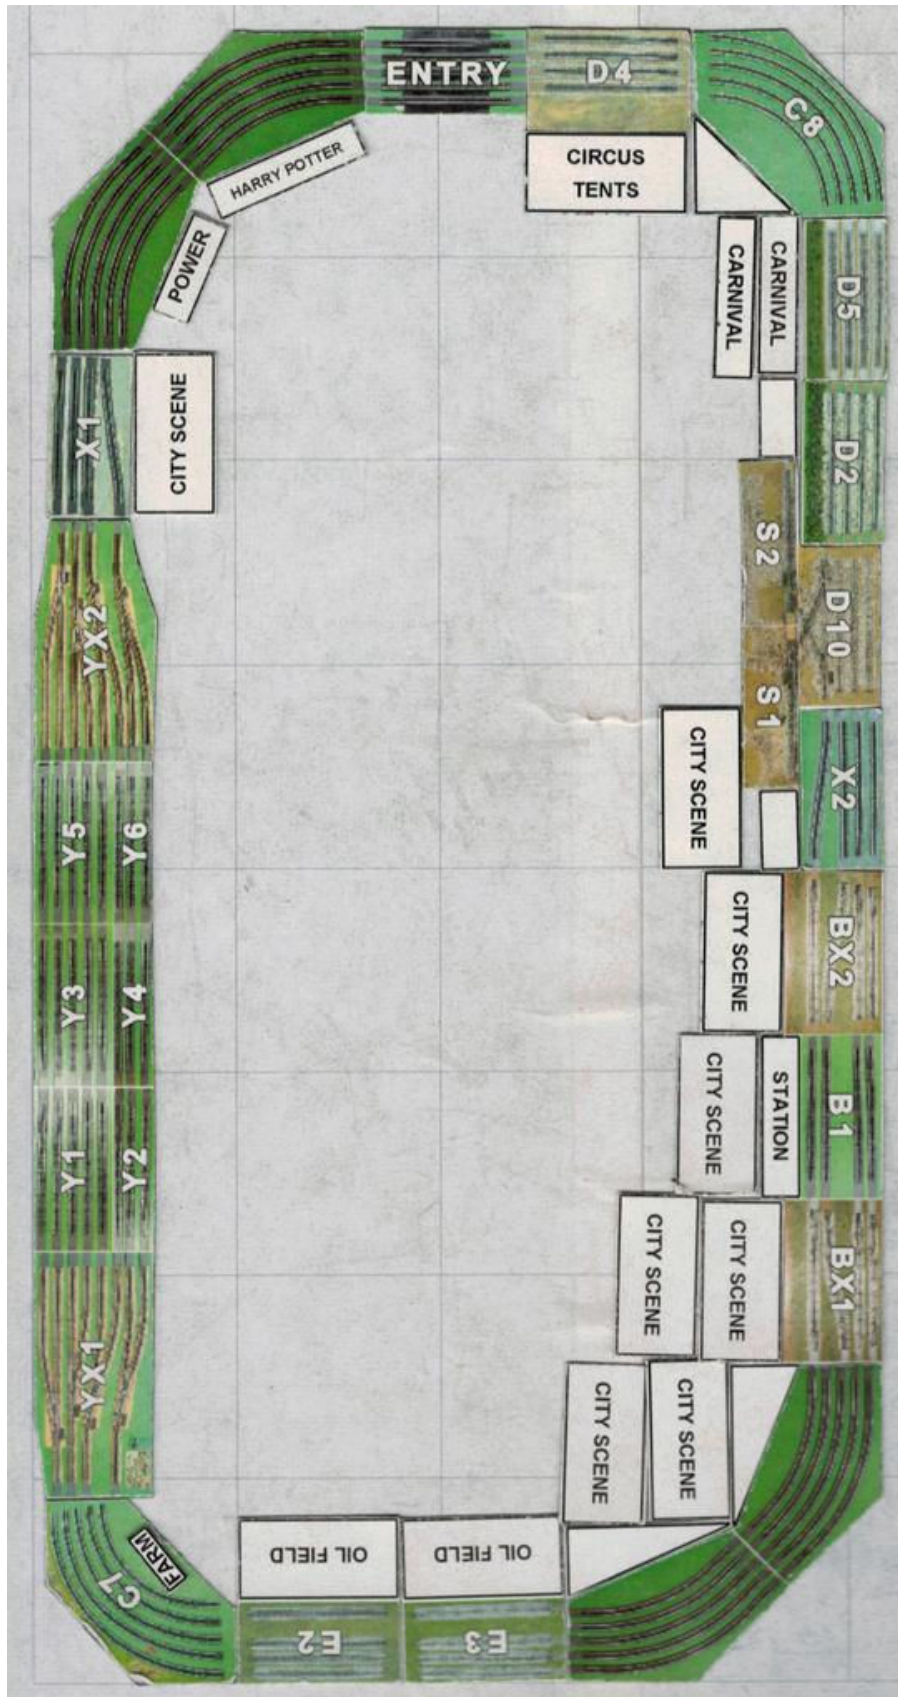 ENTRY
D4
C8
HARRY POTTER
CIRCUS
TENTS
POWER
CARNIVAL
CARNIVAL
D5
X1
CITY SCENE
D2
S2
D10
YX2
S1
CITY SCENE
X2
Y5
Y6
CITY SCENE
BX2
Y3
Y4
CITY SCENE
STATION
B1
Y1
Y2
CITY SCENE
CITY SCENE
BX1
YX1
CITY SCENE
CITY SCENE
FARM
C7
OIL FIELD
OIL FIELD
E2
E3